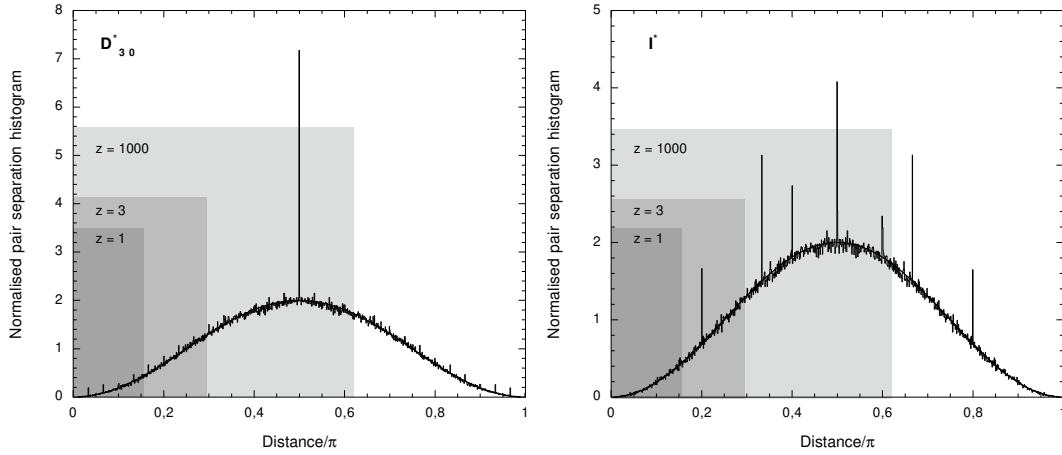 D*30
z = 1000
z = 3
z = 1
Normalised pair separation histogram
8
7
6
5
4
3
2
1
0
0 0,2 0,4 0,6 0,8 1
Distance/π
I*
z = 1000
z = 3
z = 1
Normalised pair separation histogram
5
4
3
2
1
0
0 0,2 0,4 0,6 0,8 1
Distance/π